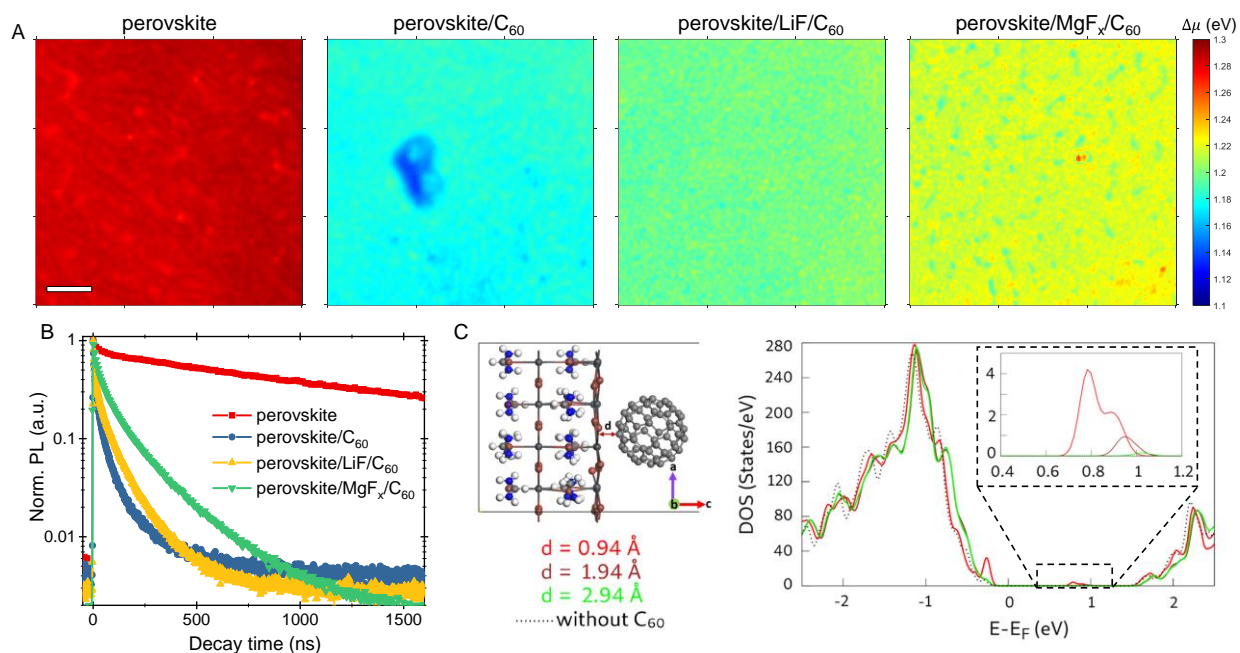 A
perovskite
perovskite/C60
perovskite/LiF/C60
perovskite/MgFx/C60
Δμ (eV)
1.3
1.28
1.26
1.24
1.22
1.2
1.18
1.16
1.14
1.12
1.1
B
Norm. PL (a.u.)
1
0.1
0.01
perovskite
perovskite/C60
perovskite/LiF/C60
perovskite/MgFx/C60
0
500
1000
1500
Decay time (ns)
C
d
a
b
c
d = 0.94 Å
d = 1.94 Å
d = 2.94 Å
without C60
DOS (States/eV)
280
240
200
160
120
80
40
0
-2
-1
0
1
2
E-EF (eV)
4
2
0
0.4
0.6
0.8
1
1.2